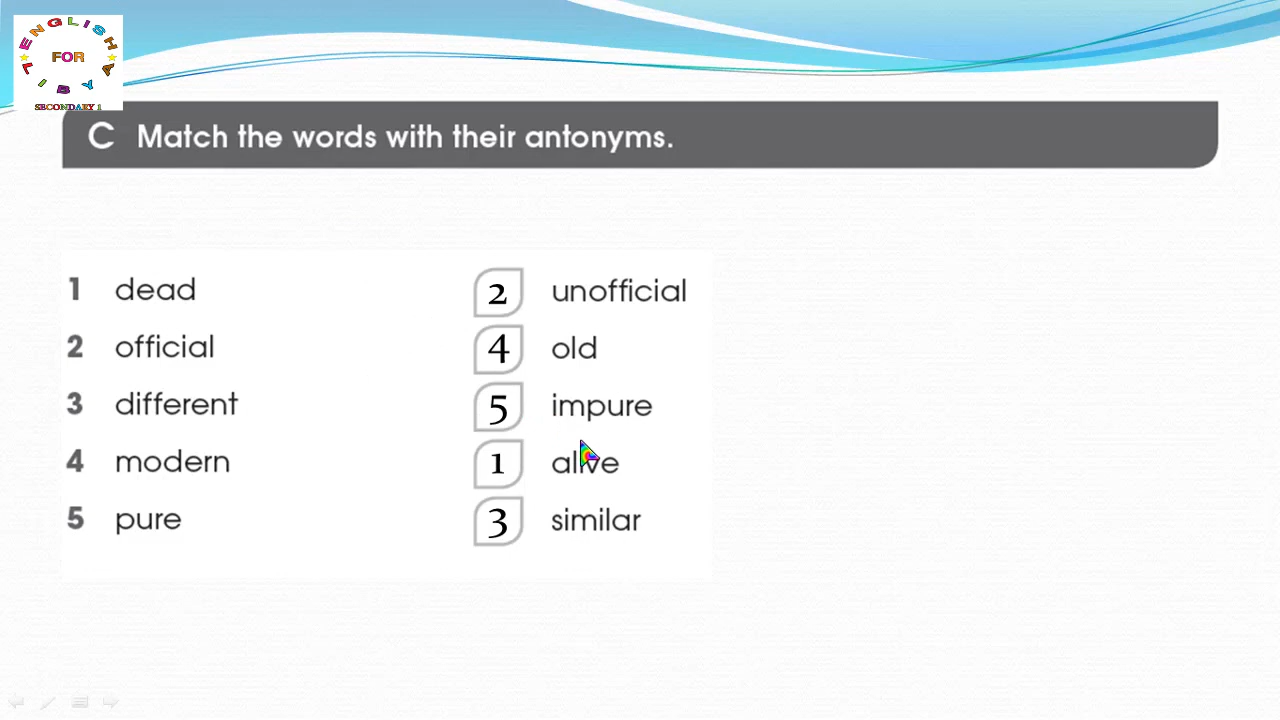 ENGLISH
FOR
LIBYA
SECONDARY 1
C Match the words with their antonyms.
1 dead 2 unofficial
2 official 4 old
3 different 5 impure
4 modern 1 alive
5 pure 3 similar